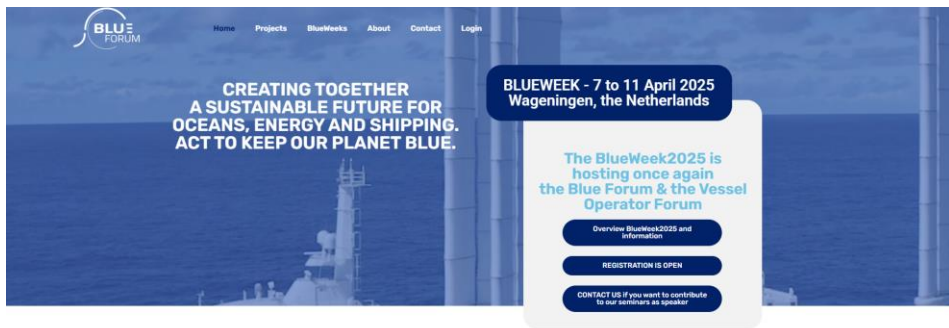 BLUE
FORUM
Home Projects BlueWeeks About Contact Login
CREATING TOGETHER
A SUSTAINABLE FUTURE FOR
OCEANS, ENERGY AND SHIPPING.
ACT TO KEEP OUR PLANET BLUE.
BLUEWEEK - 7 to 11 April 2025
Wageningen, the Netherlands
The BlueWeek2025 is
hosting once again
the Blue Forum & the Vessel
Operator Forum
Overview BlueWeek2025 and
information
REGISTRATION IS OPEN
CONTACT US if you want to contribute
to our seminars as speaker